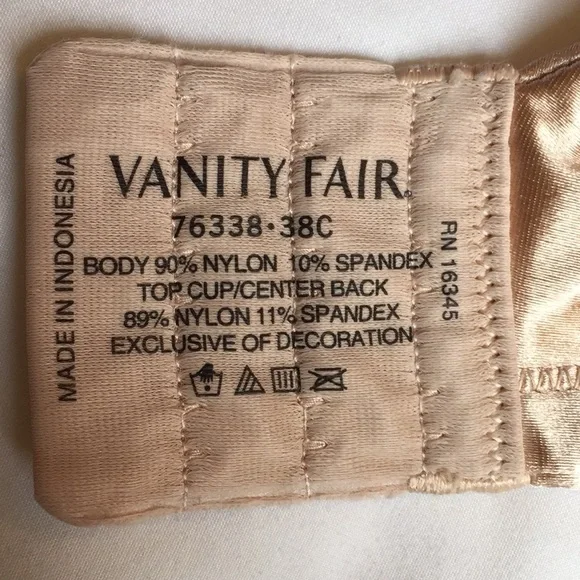 VANITY FAIR.
76338·38C
BODY 90% NYLON 10% SPANDEX
TOP CUP/CENTER BACK
89% NYLON 11% SPANDEX
EXCLUSIVE OF DECORATION
MADE IN INDONESIA
RN 16345